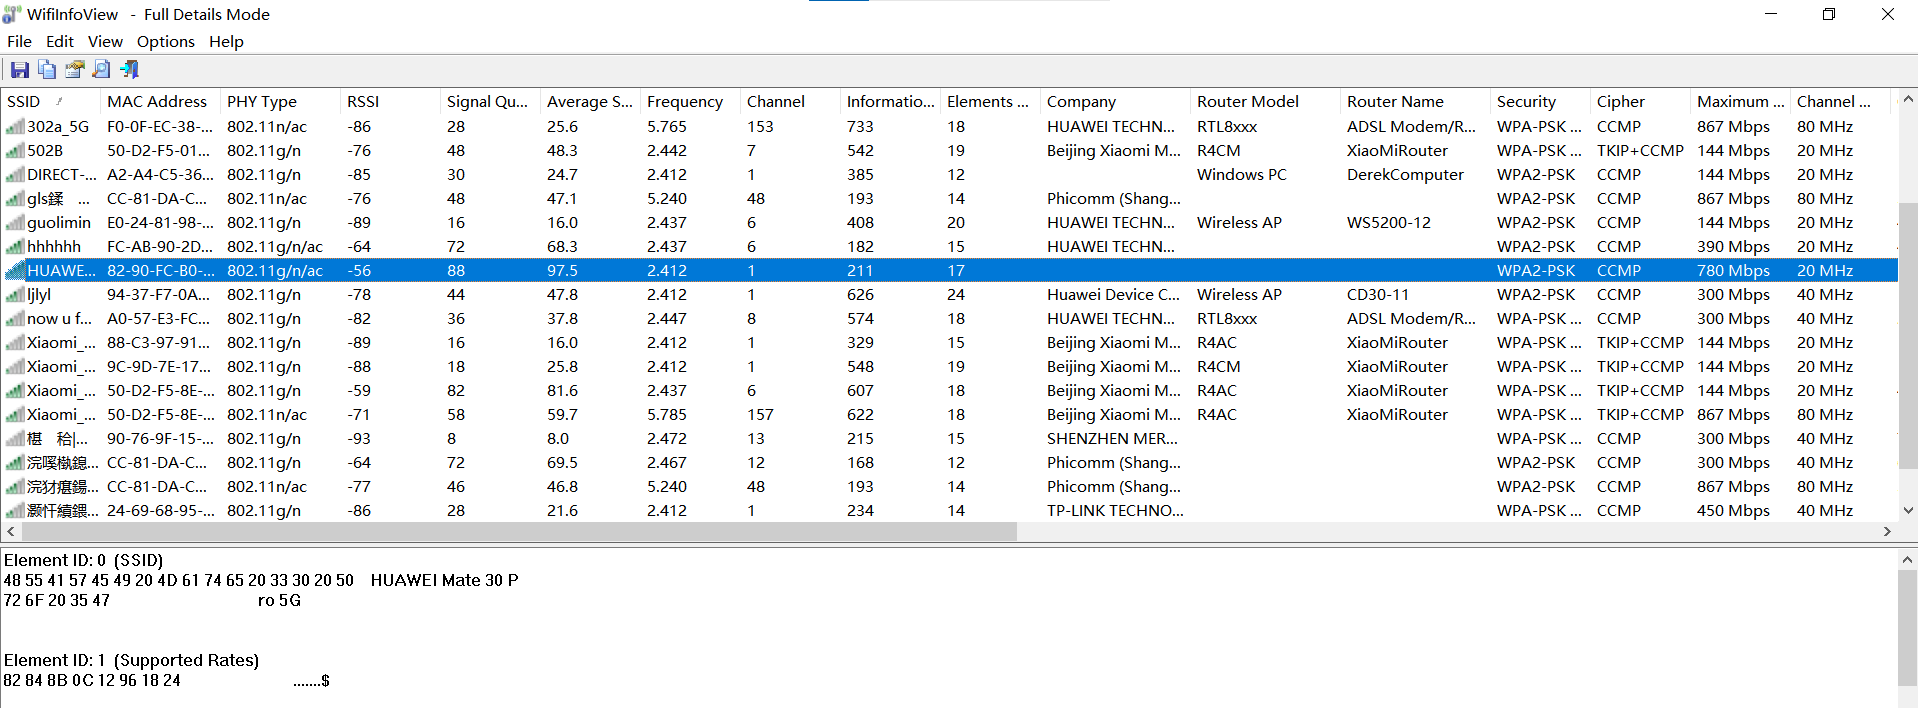 WifiInfoView  -  Full Details Mode
File Edit View Options Help
SSID MAC Address PHY Type RSSI Signal Qu... Average S... Frequency Channel Informatio... Elements ... Company Router Model Router Name Security Cipher Maximum ... Channel ...
302a_5G F0-0F-EC-38-... 802.11n/ac -86 28 25.6 5.765 153 733 18 HUAWEI TECHN... RTL8xxx ADSL Modem/R... WPA-PSK ... CCMP 867 Mbps 80 MHz
502B 50-D2-F5-01... 802.11g/n -76 48 48.3 2.442 7 542 19 Beijing Xiaomi M... R4CM XiaoMiRouter WPA-PSK ... TKIP+CCMP 144 Mbps 20 MHz
DIRECT-... A2-A4-C5-36... 802.11g/n -85 30 24.7 2.412 1 385 12 Windows PC DerekComputer WPA2-PSK CCMP 144 Mbps 20 MHz
gls鍒 ... CC-81-DA-C... 802.11n/ac -76 48 47.1 5.240 48 193 14 Phicomm (Shang... WPA2-PSK CCMP 867 Mbps 80 MHz
guolimin E0-24-81-98-... 802.11g/n -89 16 16.0 2.437 6 408 20 HUAWEI TECHN... Wireless AP WS5200-12 WPA2-PSK CCMP 144 Mbps 20 MHz
hhhhhh FC-AB-90-2D... 802.11g/n/ac -64 72 68.3 2.437 6 182 15 HUAWEI TECHN... WPA2-PSK CCMP 390 Mbps 20 MHz
HUAWE... 82-90-FC-B0-... 802.11g/n/ac -56 88 97.5 2.412 1 211 17 WPA2-PSK CCMP 780 Mbps 20 MHz
ljlyl 94-37-F7-0A... 802.11g/n -78 44 47.8 2.412 1 626 24 Huawei Device C... Wireless AP CD30-11 WPA2-PSK CCMP 300 Mbps 40 MHz
now u f... A0-57-E3-FC... 802.11g/n -82 36 37.8 2.447 8 574 18 HUAWEI TECHN... RTL8xxx ADSL Modem/R... WPA-PSK ... CCMP 300 Mbps 40 MHz
Xiaomi_... 88-C3-97-91... 802.11g/n -89 16 16.0 2.412 1 329 15 Beijing Xiaomi M... R4AC XiaoMiRouter WPA-PSK ... TKIP+CCMP 144 Mbps 20 MHz
Xiaomi_... 9C-9D-7E-17... 802.11g/n -88 18 25.8 2.412 1 548 19 Beijing Xiaomi M... R4CM XiaoMiRouter WPA-PSK ... TKIP+CCMP 144 Mbps 20 MHz
Xiaomi_... 50-D2-F5-8E-... 802.11g/n -59 82 81.6 2.437 6 607 18 Beijing Xiaomi M... R4AC XiaoMiRouter WPA-PSK ... TKIP+CCMP 144 Mbps 20 MHz
Xiaomi_... 50-D2-F5-8E-... 802.11n/ac -71 58 59.7 5.785 157 622 18 Beijing Xiaomi M... R4AC XiaoMiRouter WPA-PSK ... TKIP+CCMP 867 Mbps 80 MHz
90-76-9F-15-... 802.11g/n -93 8 8.0 2.472 13 215 15 SHENZHEN MER... WPA-PSK ... CCMP 300 Mbps 40 MHz
CC-81-DA-C... 802.11g/n -64 72 69.5 2.467 12 168 12 Phicomm (Shang... WPA2-PSK CCMP 300 Mbps 40 MHz
CC-81-DA-C... 802.11n/ac -77 46 46.8 5.240 48 193 14 Phicomm (Shang... WPA2-PSK CCMP 867 Mbps 80 MHz
24-69-68-95-... 802.11g/n -86 28 21.6 2.412 1 234 14 TP-LINK TECHNO... WPA-PSK ... CCMP 450 Mbps 40 MHz
Element ID: 0  (SSID)
48 55 41 57 45 49 20 4D 61 74 65 20 33 30 20 50   HUAWEI Mate 30 P
72 6F 20 35 47   ro 5G
Element ID: 1  (Supported Rates)
82 84 8B 0C 12 96 18 24   .......$